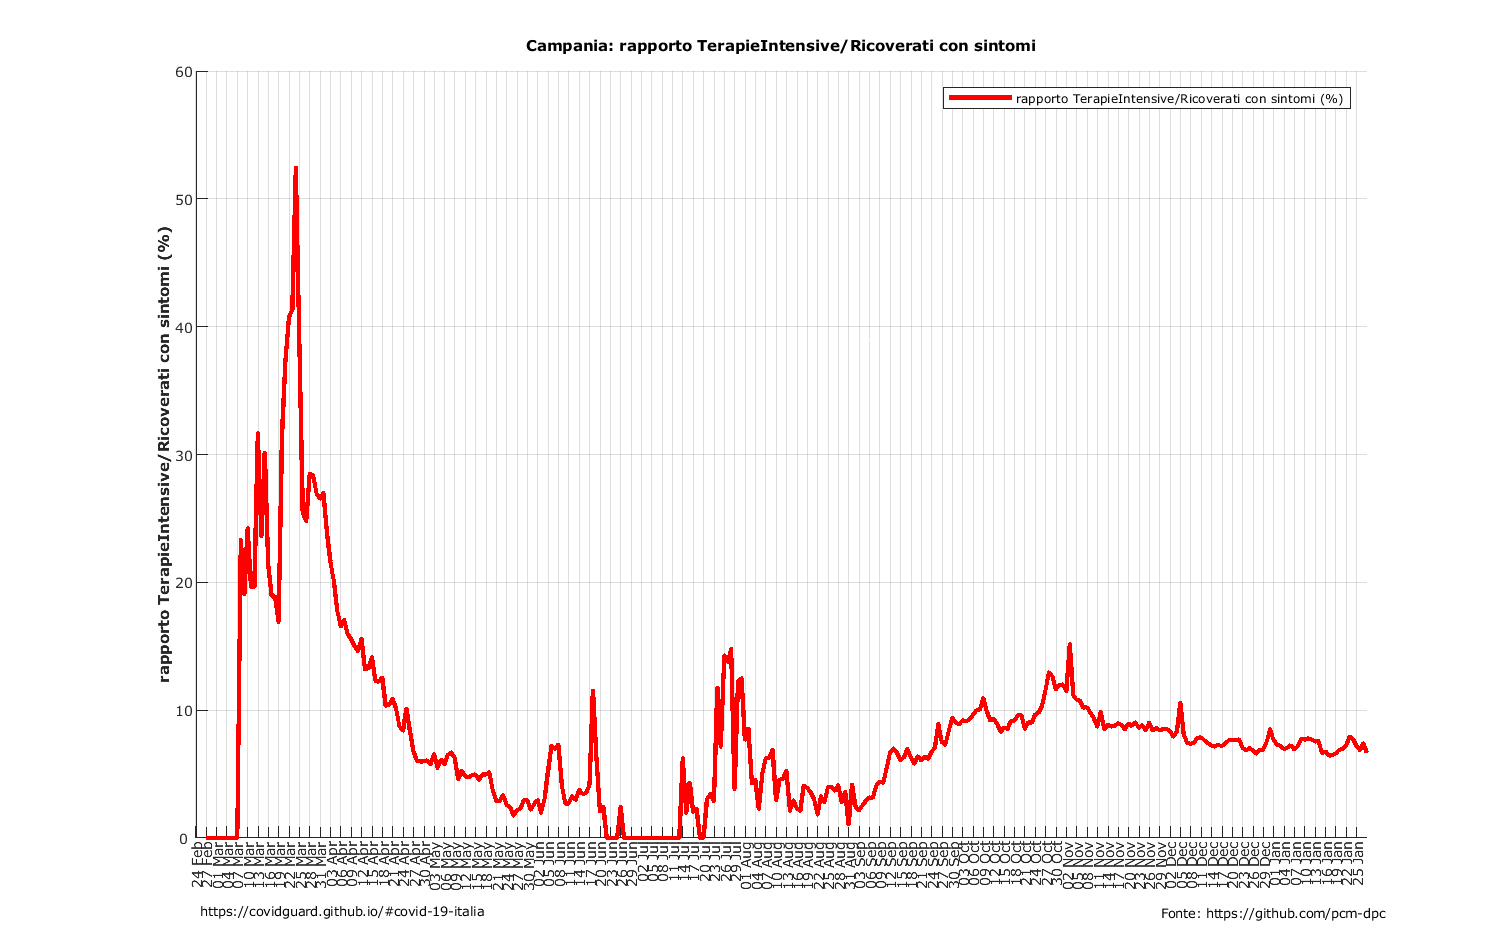 Campania: rapporto TerapieIntensive/Ricoverati con sintomi
rapporto TerapieIntensive/Ricoverati con sintomi (%)
rapporto TerapieIntensive/Ricoverati con sintomi (%)
60
50
40
30
20
10
0
24 Feb
27 Feb
01 Mar
04 Mar
07 Mar
10 Mar
13 Mar
16 Mar
19 Mar
22 Mar
25 Mar
28 Mar
31 Mar
03 Apr
06 Apr
09 Apr
12 Apr
15 Apr
18 Apr
21 Apr
24 Apr
27 Apr
30 Apr
03 May
06 May
09 May
12 May
15 May
18 May
21 May
24 May
27 May
30 May
02 Jun
05 Jun
08 Jun
11 Jun
14 Jun
17 Jun
20 Jun
23 Jun
26 Jun
29 Jun
02 Jul
05 Jul
08 Jul
11 Jul
14 Jul
17 Jul
20 Jul
23 Jul
26 Jul
29 Jul
01 Aug
04 Aug
07 Aug
10 Aug
13 Aug
16 Aug
19 Aug
22 Aug
25 Aug
28 Aug
31 Aug
03 Sep
06 Sep
09 Sep
12 Sep
15 Sep
18 Sep
21 Sep
24 Sep
27 Sep
30 Sep
03 Oct
06 Oct
09 Oct
12 Oct
15 Oct
18 Oct
21 Oct
24 Oct
27 Oct
30 Oct
02 Nov
05 Nov
08 Nov
11 Nov
14 Nov
17 Nov
20 Nov
23 Nov
26 Nov
29 Nov
02 Dec
05 Dec
08 Dec
11 Dec
14 Dec
17 Dec
20 Dec
23 Dec
26 Dec
29 Dec
01 Jan
04 Jan
07 Jan
10 Jan
13 Jan
16 Jan
19 Jan
22 Jan
25 Jan
https://covidguard.github.io/#covid-19-italia
Fonte: https://github.com/pcm-dpc